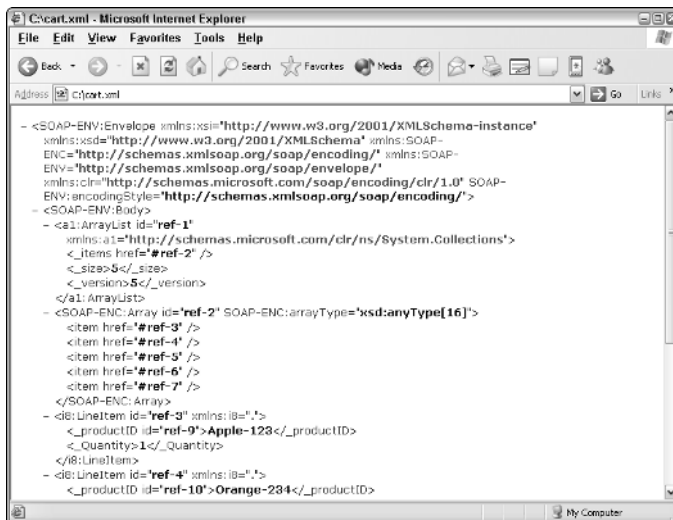 C:\cart.xml - Microsoft Internet Explorer
File Edit View Favorites Tools Help
Back Search Favorites Media
Address C:\cart.xml Go Links
- <SOAP-ENV:Envelope xmlns:xsi="http://www.w3.org/2001/XMLSchema-instance"
xmlns:xsd="http://www.w3.org/2001/XMLSchema" xmlns:SOAP-
ENC="http://schemas.xmlsoap.org/soap/encoding/" xmlns:SOAP-
ENV="http://schemas.xmlsoap.org/soap/envelope/"
xmlns:clr="http://schemas.microsoft.com/soap/encoding/clr/1.0" SOAP-
ENV:encodingStyle="http://schemas.xmlsoap.org/soap/encoding/">
- <SOAP-ENV:Body>
- <a1:ArrayList id="ref-1"
xmlns:a1="http://schemas.microsoft.com/clr/ns/System.Collections">
<_items href="#ref-2" />
<_size>5</_size>
<_version>5</_version>
</a1:ArrayList>
- <SOAP-ENC:Array id="ref-2" SOAP-ENC:arrayType="xsd:anyType[16]">
<item href="#ref-3" />
<item href="#ref-4" />
<item href="#ref-5" />
<item href="#ref-6" />
<item href="#ref-7" />
</SOAP-ENC:Array>
- <i8:LineItem id="ref-3" xmlns:i8=".">
<_productID id="ref-9">Apple-123</_productID>
<_Quantity>1</_Quantity>
</i8:LineItem>
- <i8:LineItem id="ref-4" xmlns:i8=".">
<_productID id="ref-10">Orange-234</_productID>
My Computer